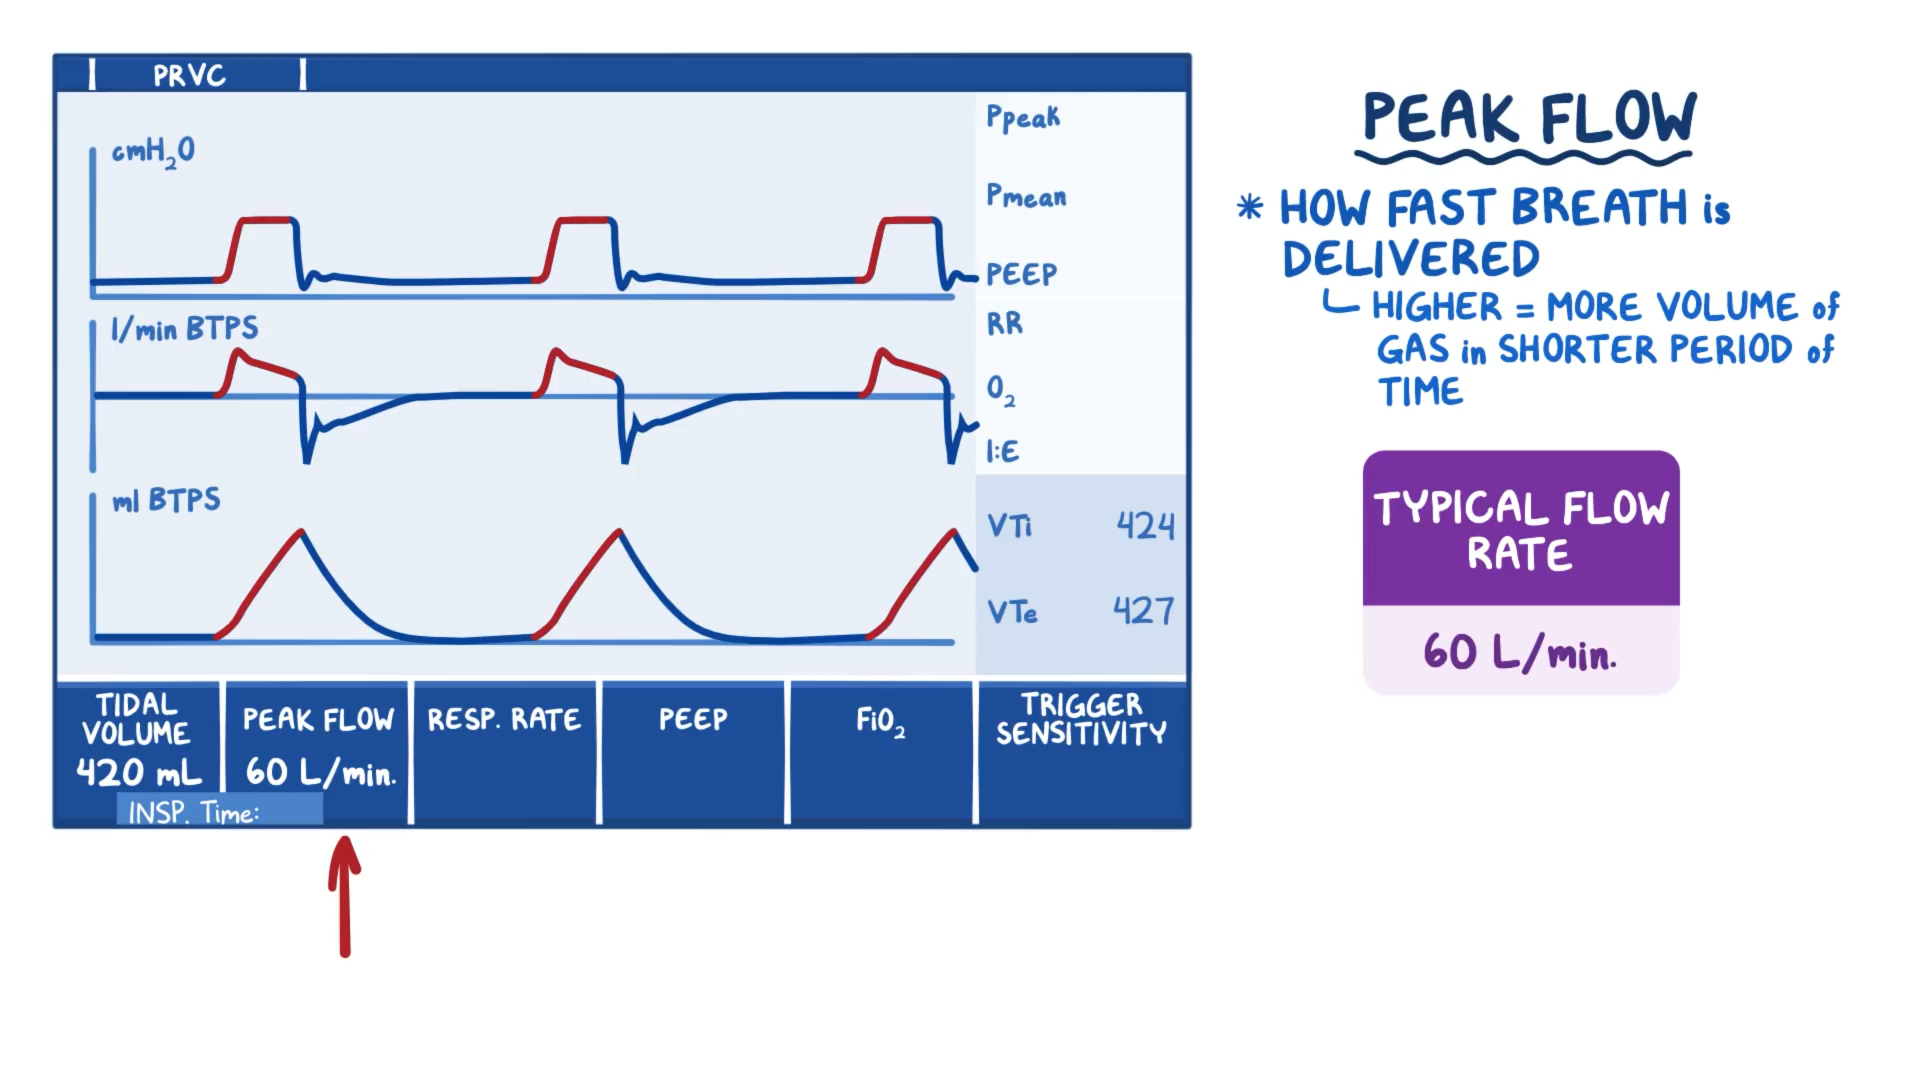 PRVC
cmH₂O
l/min BTPS
ml BTPS
Ppeak
Pmean
PEEP
RR
O₂
I:E
VTi 424
VTe 427
TIDAL
VOLUME
420 mL
PEAK FLOW
60 L/min.
INSP. Time:
RESP. RATE
PEEP
FiO₂
TRIGGER
SENSITIVITY
PEAK FLOW
* HOW FAST BREATH is
DELIVERED
HIGHER = MORE VOLUME of
GAS in SHORTER PERIOD of
TIME
TYPICAL FLOW
RATE
60 L/min.